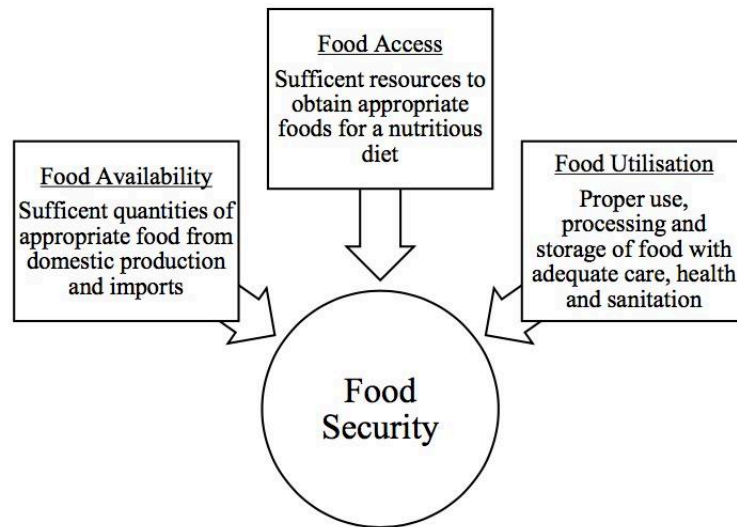 Food Access
Sufficent resources to
obtain appropriate
foods for a nutritious
diet
Food Availability
Sufficent quantities of
appropriate food from
domestic production
and imports
Food Utilisation
Proper use,
processing and
storage of food with
adequate care, health
and sanitation
Food
Security